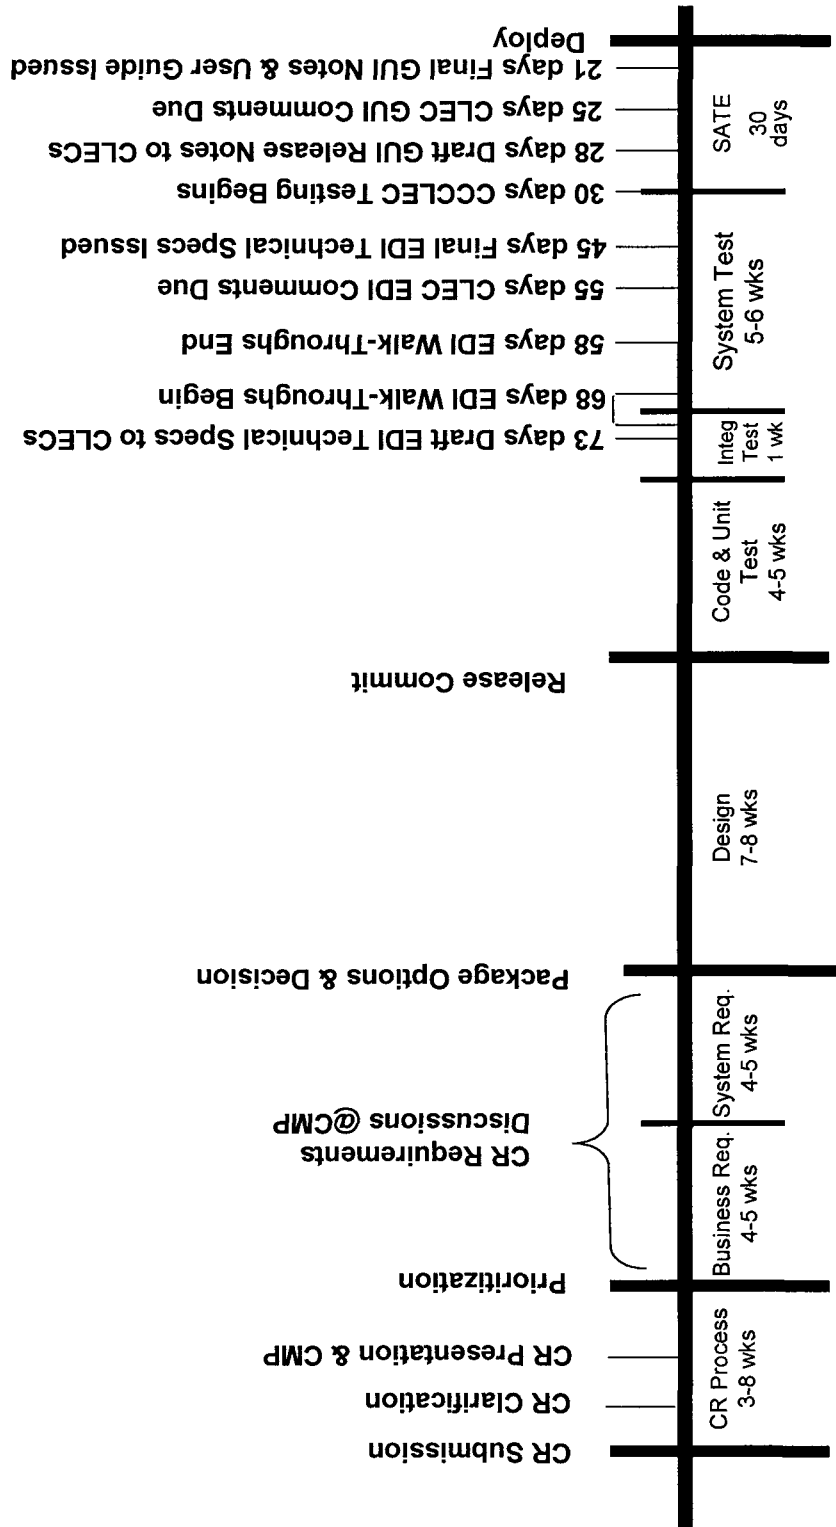 CR Submission
CR Clarification
CR Presentation & CMP
Prioritization
CR Requirements
Discussions @CMP
Package Options & Decision
Release Commit
73 days Draft EDI Technical Specs to CLECs
68 days EDI Walk-Throughs Begin
58 days EDI Walk-Throughs End
55 days CLEC EDI Comments Due
45 days Final EDI Technical Specs Issued
30 days CCCLEC Testing Begins
28 days Draft GUI Release Notes to CLECs
25 days CLEC GUI Comments Due
21 days Final GUI Notes & User Guide Issued
Deploy
CR Process
3-8 wks
Business Req.
4-5 wks
System Req.
4-5 wks
Design
7-8 wks
Code & Unit
Test
4-5 wks
Integ
Test
1 wk
System Test
5-6 wks
SATE
30
days